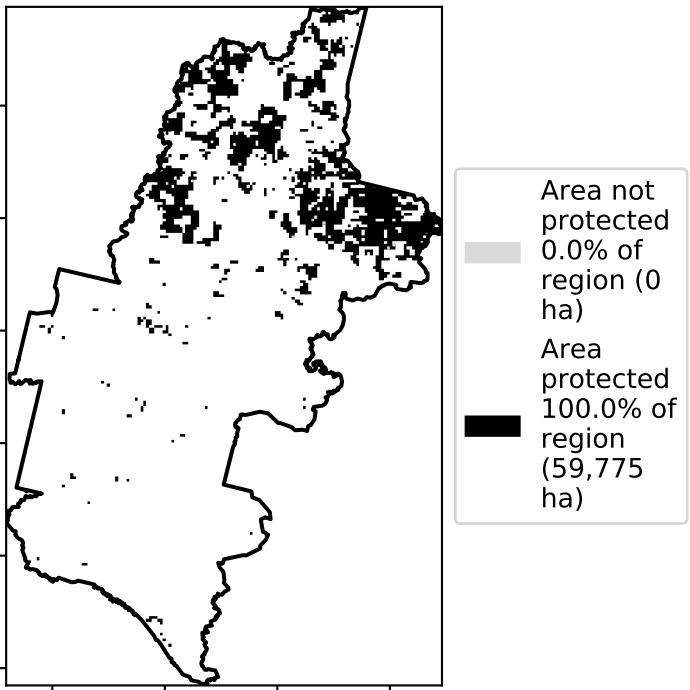 Area not
protected
0.0% of
region (0
ha)
Area
protected
100.0% of
region
(59,775
ha)